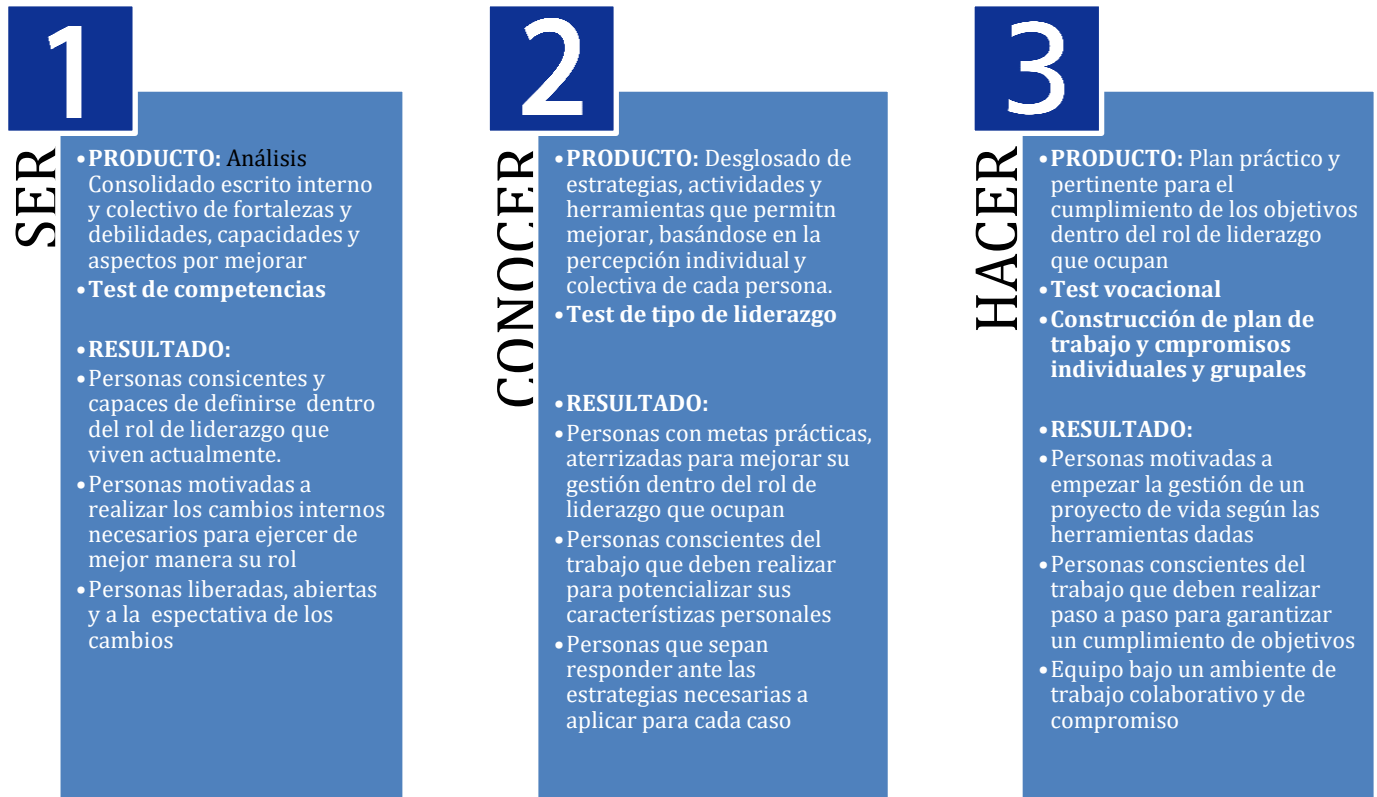 1
SER
•PRODUCTO: Análisis
Consolidado escrito interno
y colectivo de fortalezas y
debilidades, capacidades y
aspectos por mejorar
•Test de competencias
•RESULTADO:
•Personas consicentes y
capaces de definirse dentro
del rol de liderazgo que
viven actualmente.
•Personas motivadas a
realizar los cambios internos
necesarios para ejercer de
mejor manera su rol
•Personas liberadas, abiertas
y a la espectativa de los
cambios
2
CONOCER
•PRODUCTO: Desglosado de
estrategias, actividades y
herramientas que permitn
mejorar, basándose en la
percepción individual y
colectiva de cada persona.
•Test de tipo de liderazgo
•RESULTADO:
•Personas con metas prácticas,
aterrizadas para mejorar su
gestión dentro del rol de
liderazgo que ocupan
•Personas conscientes del
trabajo que deben realizar
para potencializar sus
característizas personales
•Personas que sepan
responder ante las
estrategias necesarias a
aplicar para cada caso
3
HACER
•PRODUCTO: Plan práctico y
pertinente para el
cumplimiento de los objetivos
dentro del rol de liderazgo
que ocupan
•Test vocacional
•Construcción de plan de
trabajo y cmpromisos
individuales y grupales
•RESULTADO:
•Personas motivadas a
empezar la gestión de un
proyecto de vida según las
herramientas dadas
•Personas conscientes del
trabajo que deben realizar
paso a paso para garantizar
un cumplimiento de objetivos
•Equipo bajo un ambiente de
trabajo colaborativo y de
compromiso